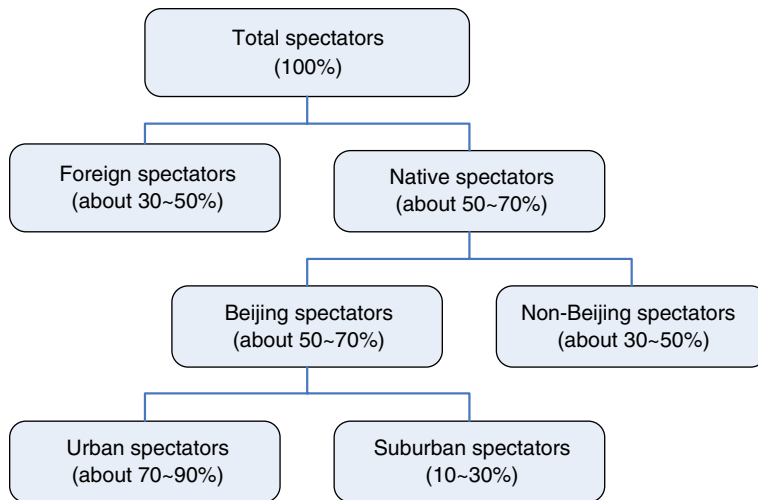 Total spectators
(100%)
Foreign spectators
(about 30~50%)
Native spectators
(about 50~70%)
Beijing spectators
(about 50~70%)
Non-Beijing spectators
(about 30~50%)
Urban spectators
(about 70~90%)
Suburban spectators
(10~30%)